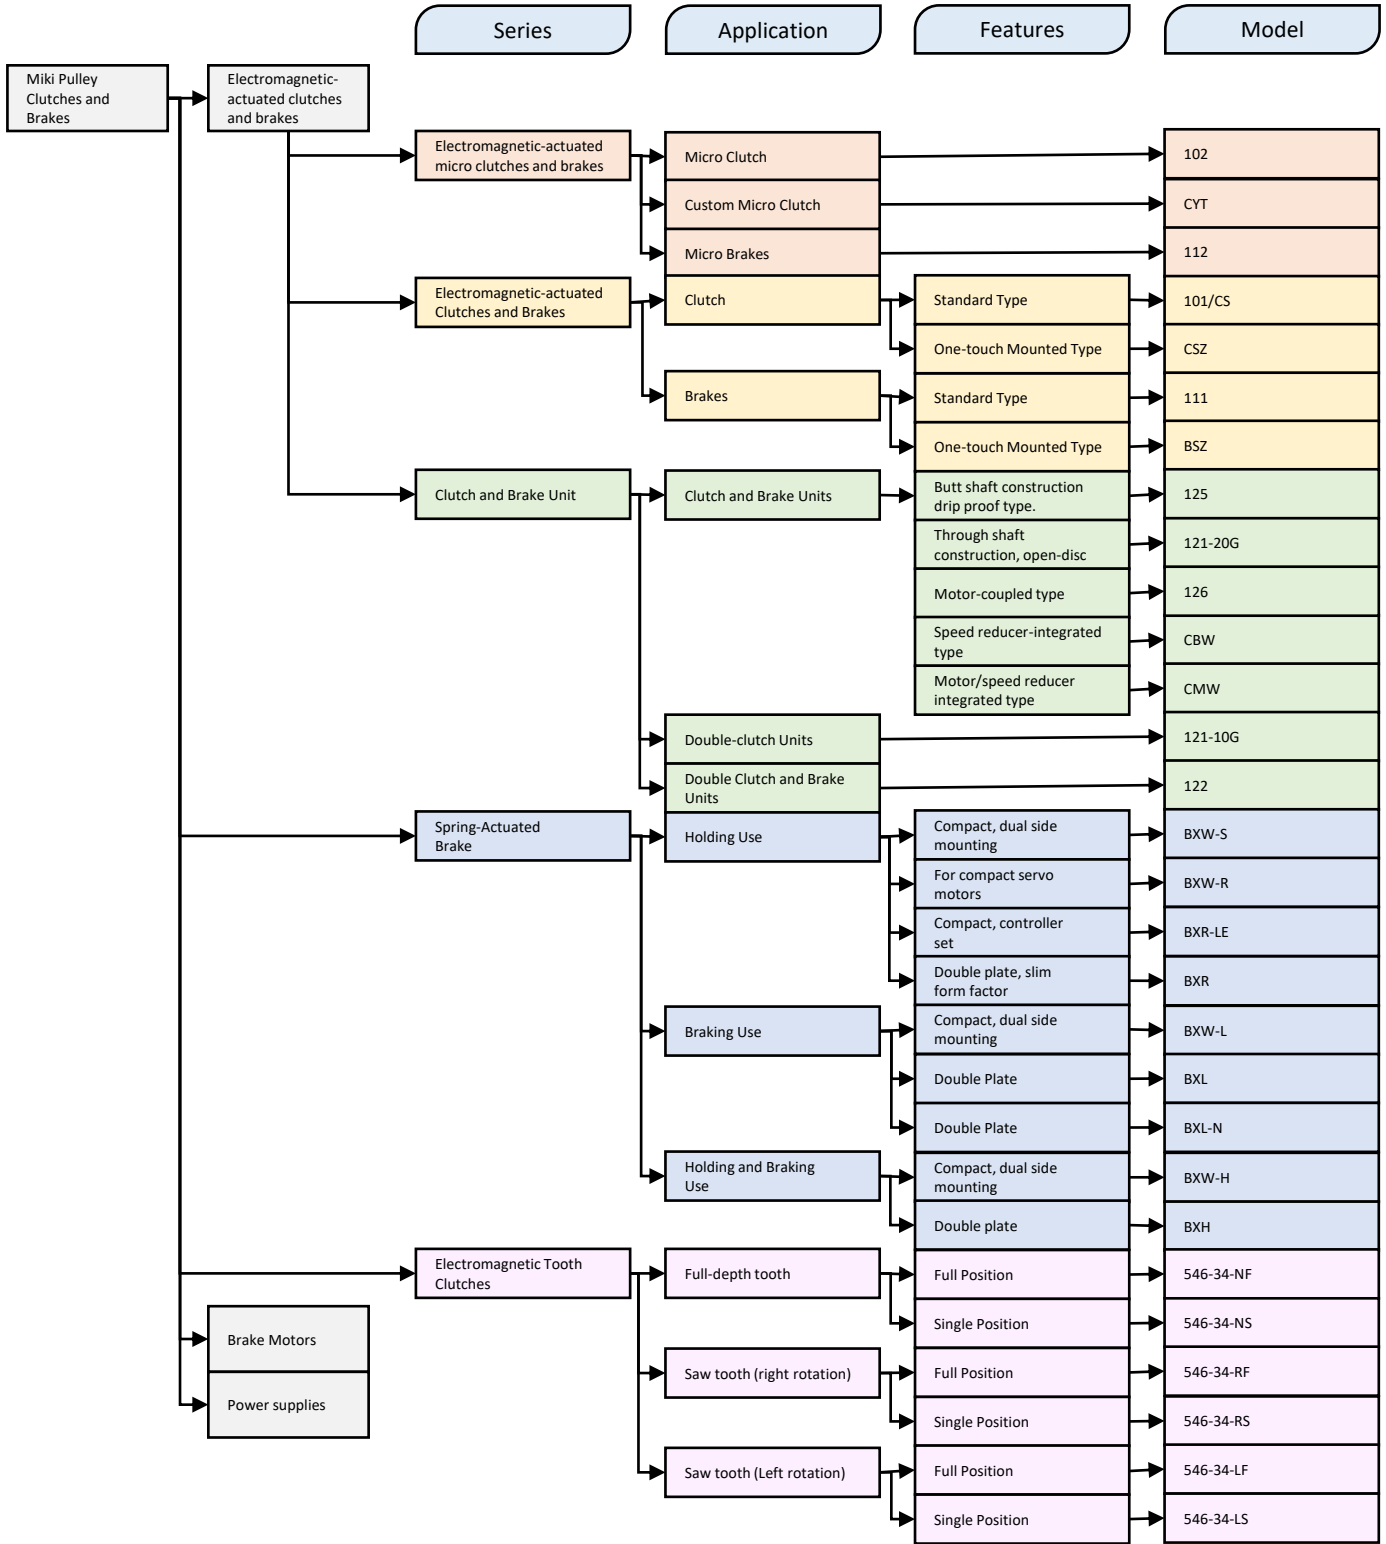 Series
Application
Features
Model
Miki Pulley
Clutches and
Brakes
Electromagnetic-
actuated clutches
and brakes
Electromagnetic-actuated
micro clutches and brakes
Micro Clutch
102
Custom Micro Clutch
CYT
Micro Brakes
112
Electromagnetic-actuated
Clutches and Brakes
Clutch
Standard Type
101/CS
One-touch Mounted Type
CSZ
Brakes
Standard Type
111
One-touch Mounted Type
BSZ
Clutch and Brake Unit
Clutch and Brake Units
Butt shaft construction
drip proof type.
125
Through shaft
construction, open-disc
121-20G
Motor-coupled type
126
Speed reducer-integrated
type
CBW
Motor/speed reducer
integrated type
CMW
Double-clutch Units
121-10G
Double Clutch and Brake
Units
122
Spring-Actuated
Brake
Holding Use
Compact, dual side
mounting
BXW-S
For compact servo
motors
BXW-R
Compact, controller
set
BXR-LE
Double plate, slim
form factor
BXR
Braking Use
Compact, dual side
mounting
BXW-L
Double Plate
BXL
Double Plate
BXL-N
Holding and Braking
Use
Compact, dual side
mounting
BXW-H
Double plate
BXH
Electromagnetic Tooth
Clutches
Full-depth tooth
Full Position
546-34-NF
Single Position
546-34-NS
Brake Motors
Saw tooth (right rotation)
Full Position
546-34-RF
Power supplies
Single Position
546-34-RS
Saw tooth (Left rotation)
Full Position
546-34-LF
Single Position
546-34-LS